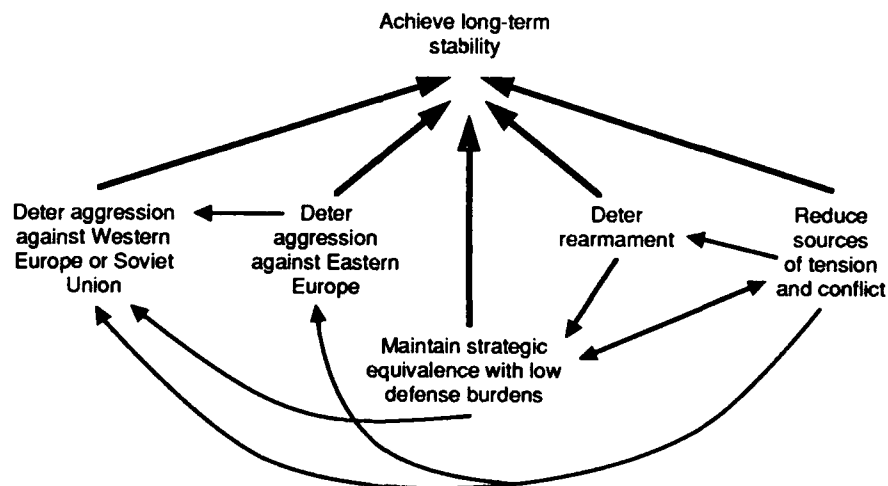 Achieve long-term
stability
Deter aggression
against Western
Europe or Soviet
Union
Deter
aggression
against Eastern
Europe
Deter
rearmament
Reduce
sources
of tension
and conflict
Maintain strategic
equivalence with low
defense burdens